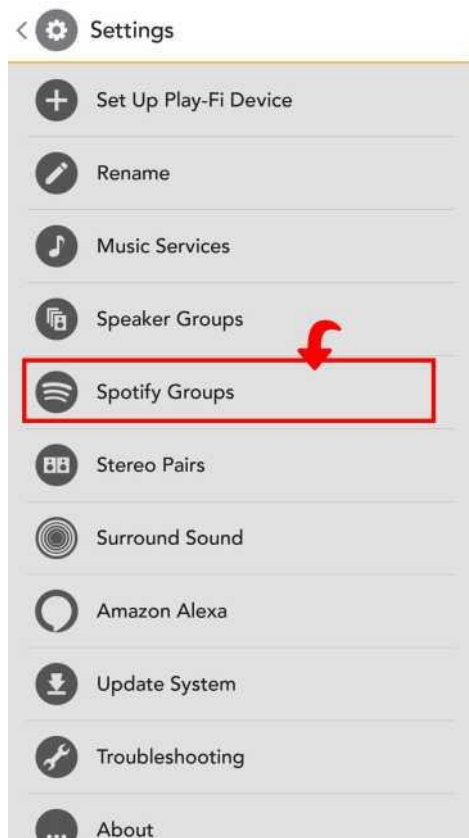 Settings
Set Up Play-Fi Device
Rename
Music Services
Speaker Groups
Spotify Groups
Stereo Pairs
Surround Sound
Amazon Alexa
Update System
Troubleshooting
About